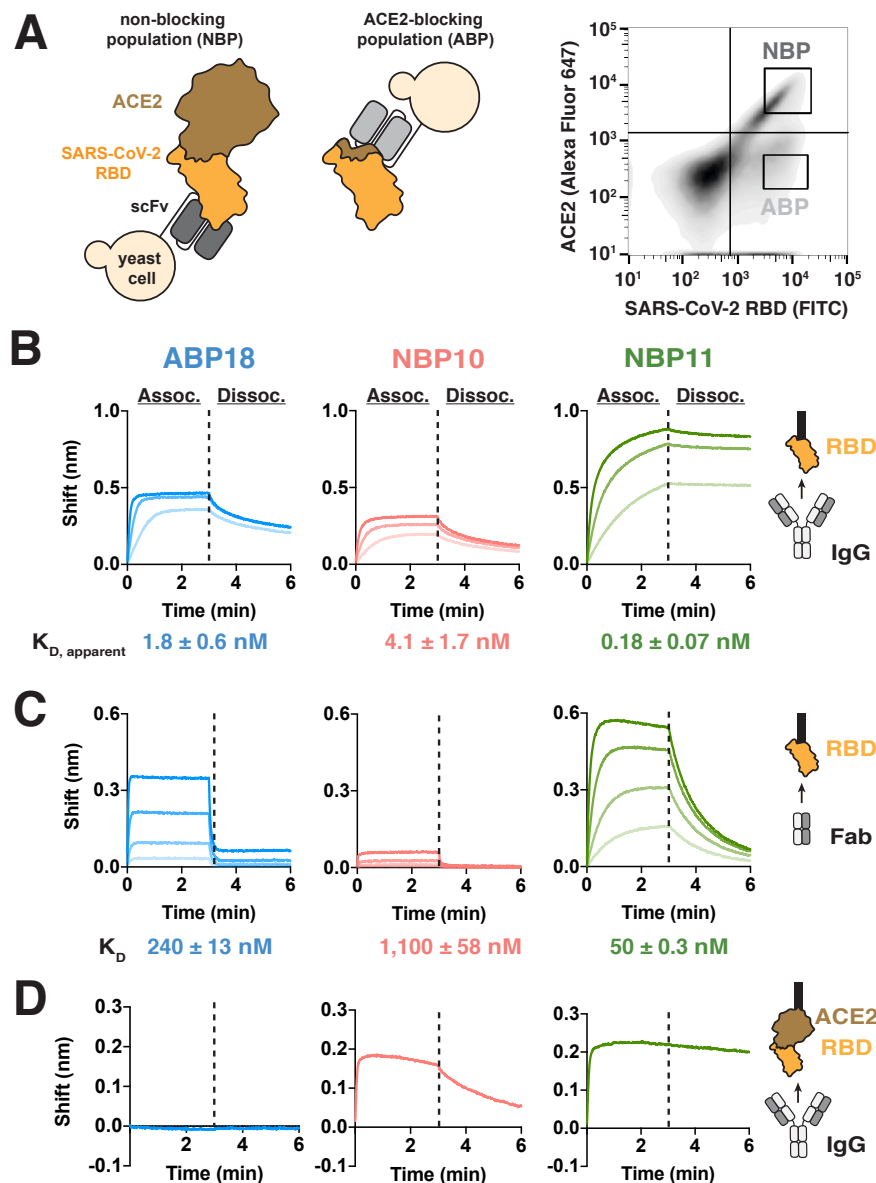 A
non-blocking
population (NBP)
ACE2-blocking
population (ABP)
ACE2
SARS-CoV-2
RBD
scFv
yeast
cell
ACE2 (Alexa Fluor 647)
10⁵
10⁴
10³
10²
10¹
NBP
ABP
10¹ 10² 10³ 10⁴ 10⁵
SARS-CoV-2 RBD (FITC)
B
ABP18 NBP10 NBP11
Assoc. Dissoc. Assoc. Dissoc. Assoc. Dissoc.
Shift (nm)
1.0 1.0 1.0
0.5 0.5 0.5
0.0 0.0 0.0
0 2 4 6 0 2 4 6 0 2 4 6
Time (min) Time (min) Time (min)
RBD
IgG
K D, apparent 1.8 ± 0.6 nM 4.1 ± 1.7 nM 0.18 ± 0.07 nM
C
Shift (nm)
0.6 0.6 0.6
0.3 0.3 0.3
0.0 0.0 0.0
0 2 4 6 0 2 4 6 0 2 4 6
Time (min) Time (min) Time (min)
RBD
Fab
K D 240 ± 13 nM 1,100 ± 58 nM 50 ± 0.3 nM
D
Shift (nm)
0.3 0.3 0.3
0.2 0.2 0.2
0.1 0.1 0.1
0.0 0.0 0.0
-0.1 -0.1 -0.1
2 4 6 2 4 6 2 4 6
Time (min) Time (min) Time (min)
ACE2
RBD
IgG